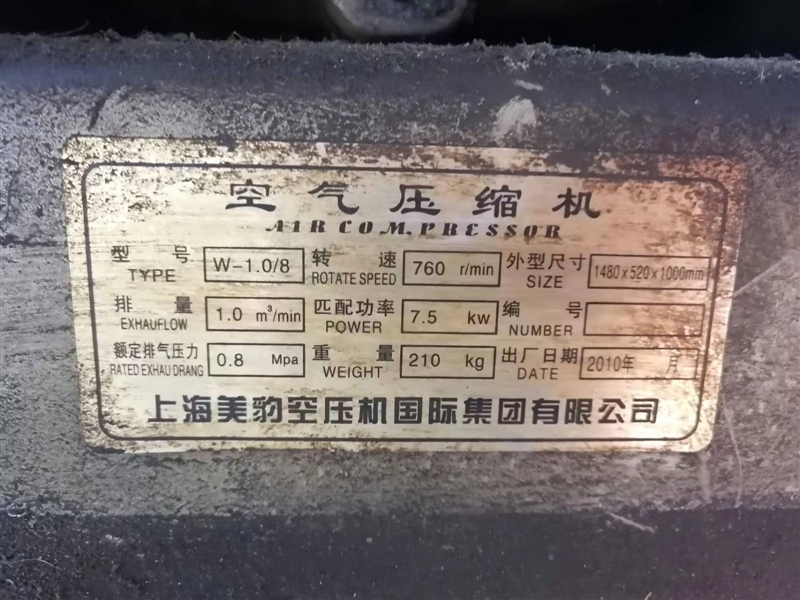 空气压缩机
AIR COM.PRESSOR
型号 W-1.0/8 转速 760 r/min 外型尺寸 1480x520x1000mm
TYPE ROTATE SPEED SIZE
排量 1.0 m³/min 匹配功率 7.5 kw 编号
EXHAUFLOW POWER NUMBER
额定排气压力 0.8 Mpa 重量 210 kg 出厂日期 2010年 月
RATED EXHAU DRANG WEIGHT DATE
上海美豹空压机国际集团有限公司